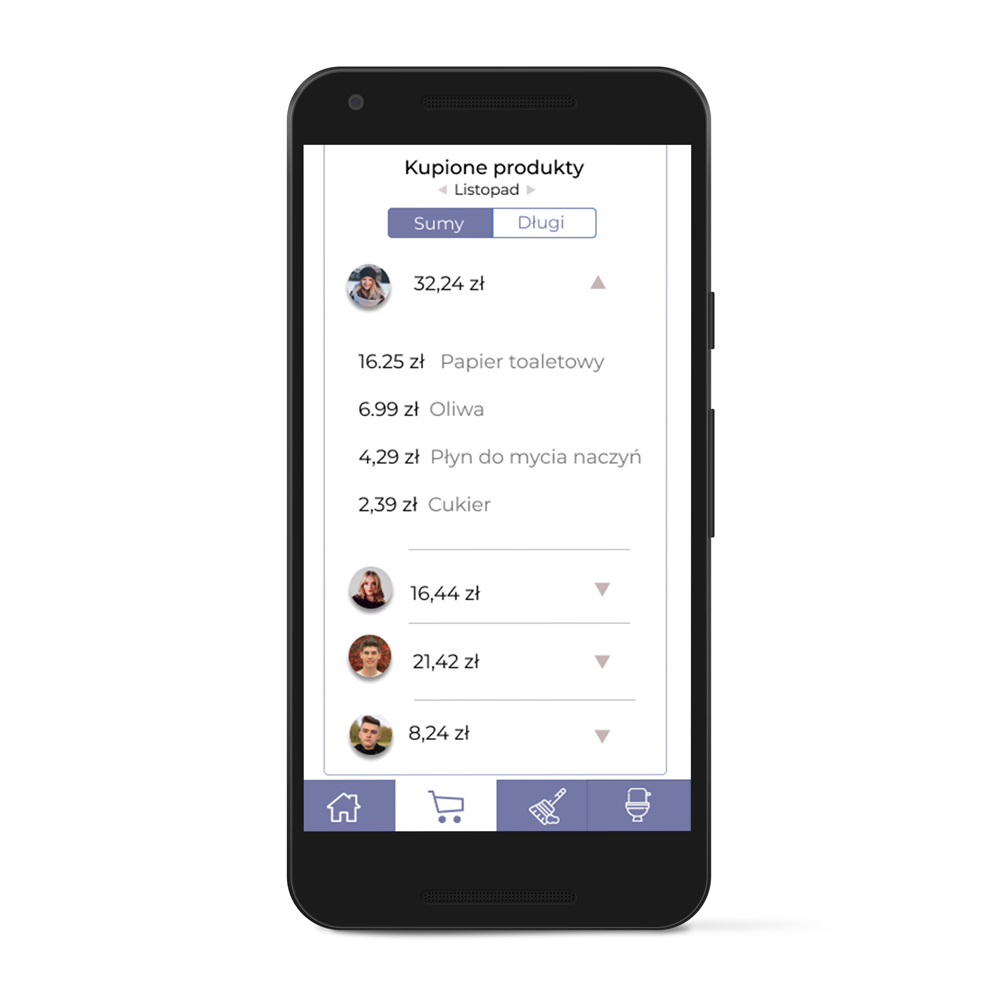 Kupione produkty
Listopad
Sumy Długi
32,24 zł
16.25 zł Papier toaletowy
6.99 zł Oliwa
4,29 zł Płyn do mycia naczyń
2,39 zł Cukier
16,44 zł
21,42 zł
8,24 zł